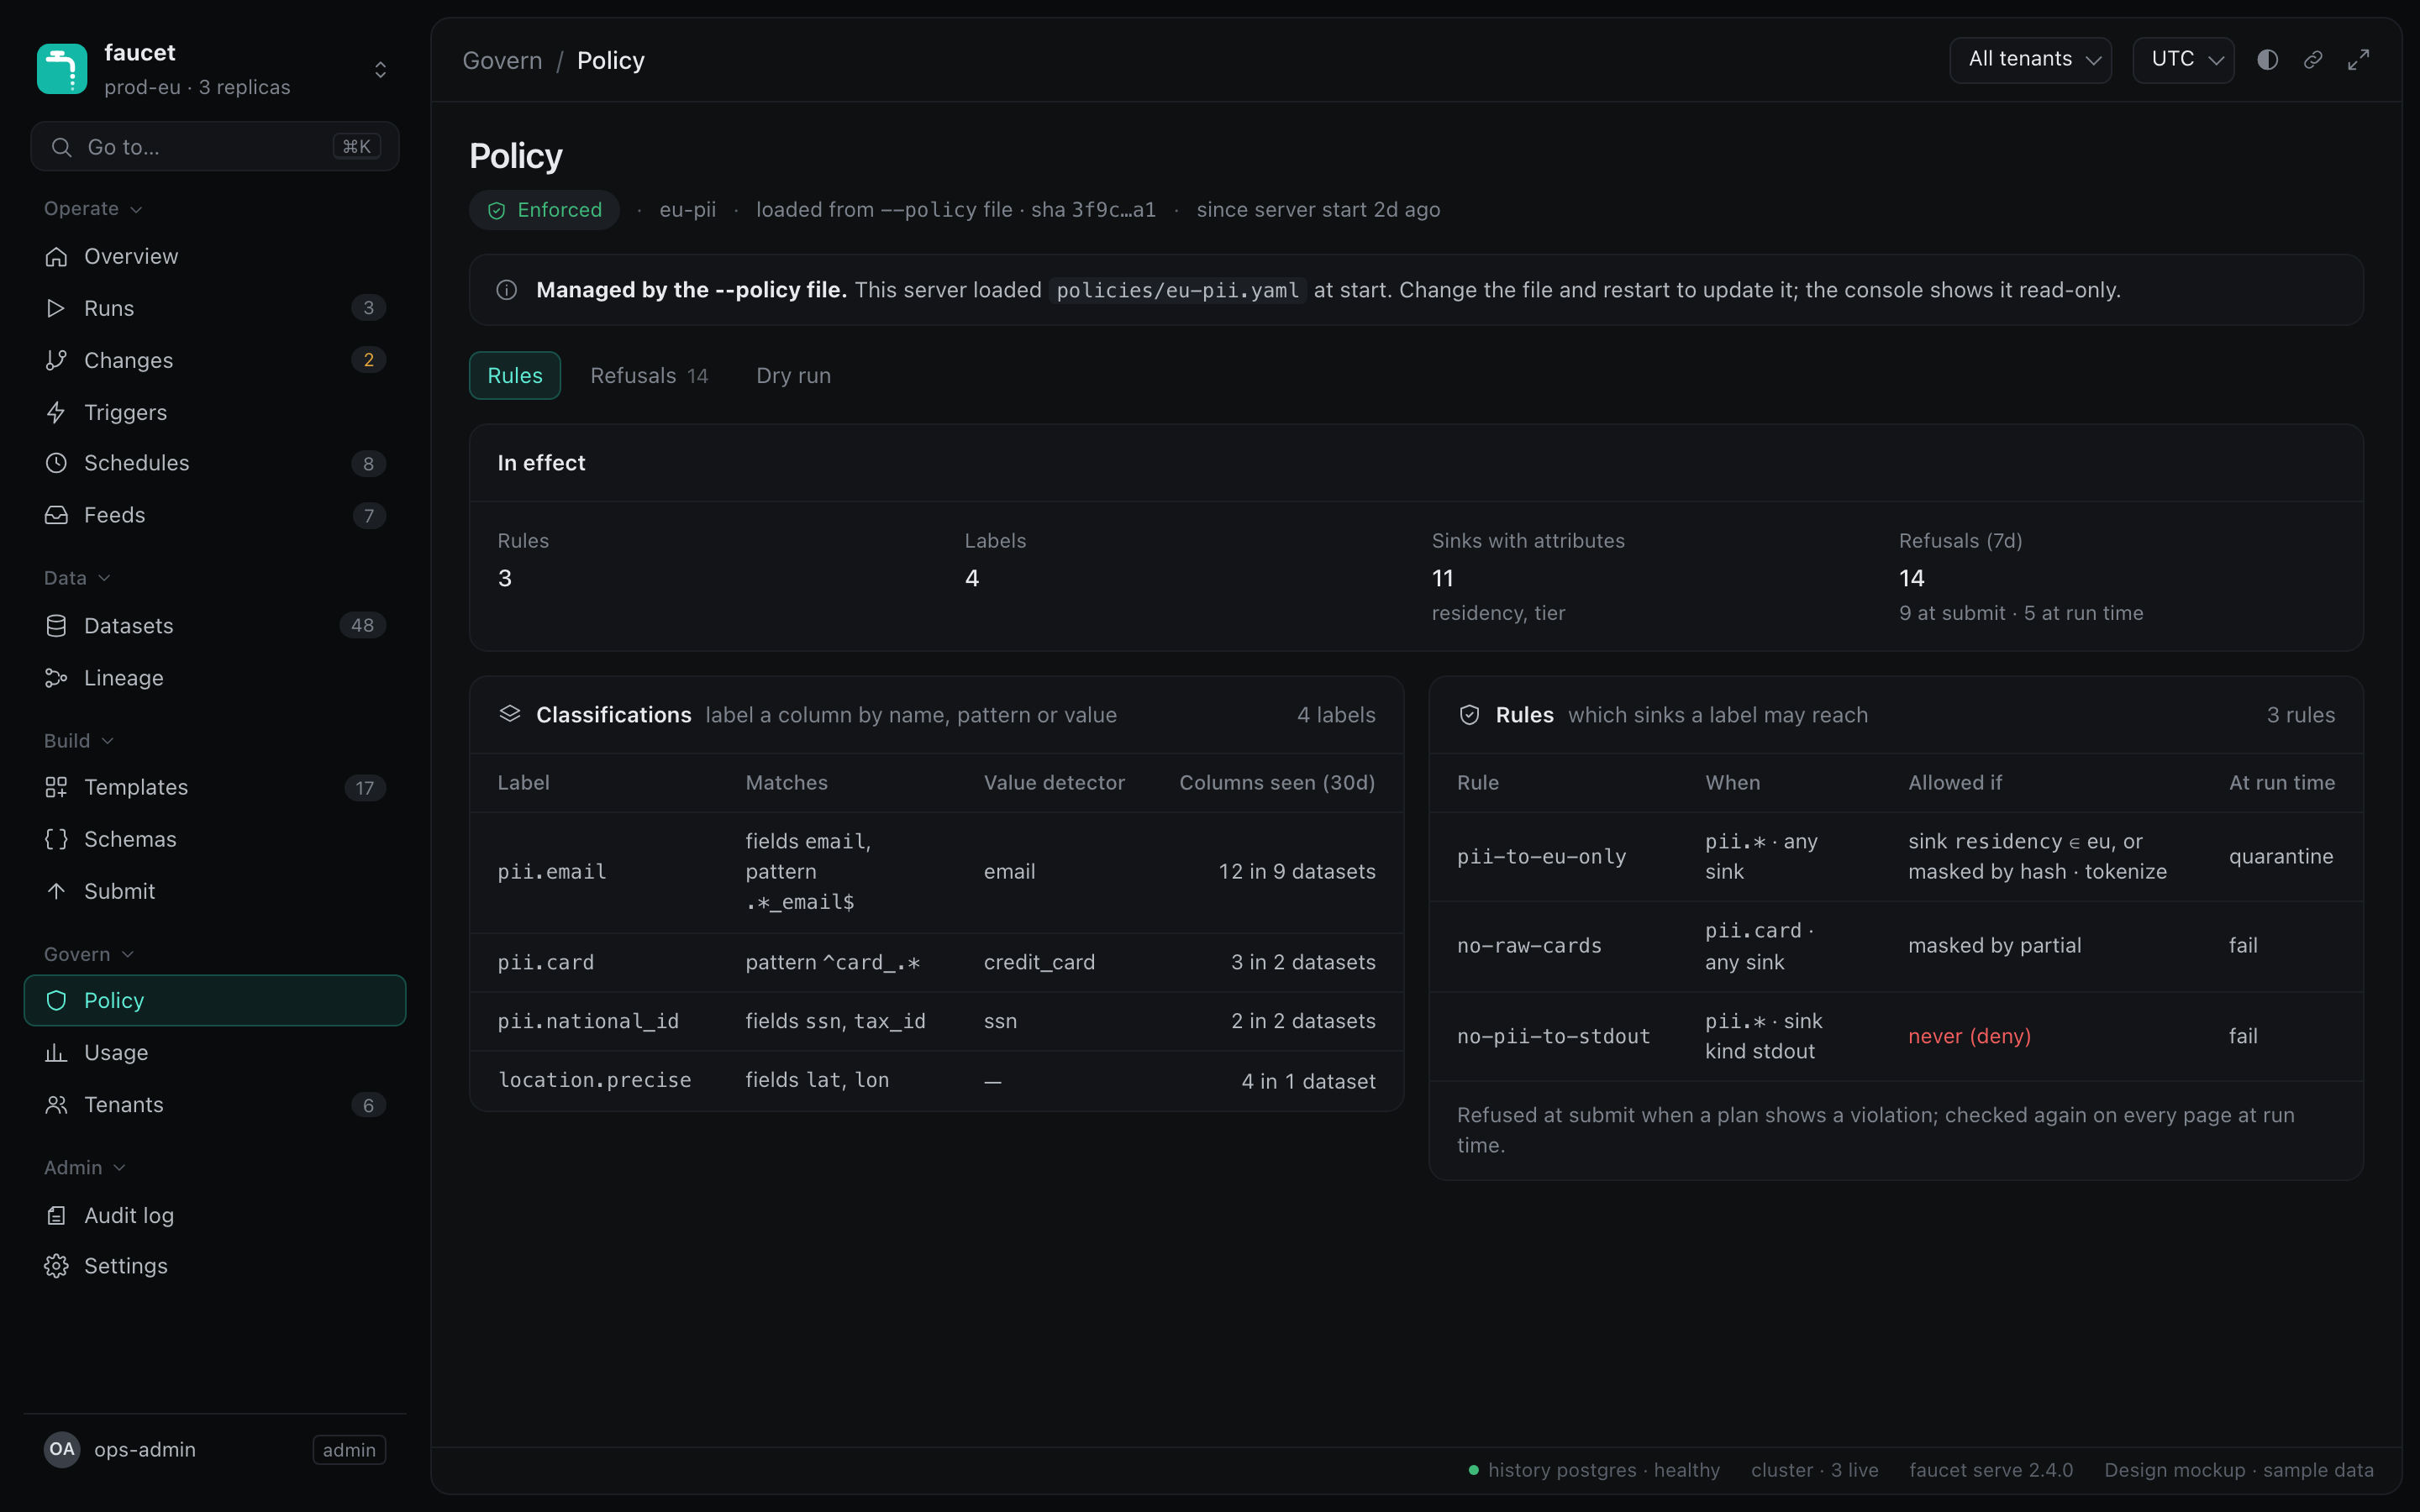 faucet
prod-eu · 3 replicas
Go to... ⌘K
Operate
Overview
Runs 3
Changes 2
Triggers
Schedules 8
Feeds 7
Data
Datasets 48
Lineage
Build
Templates 17
Schemas
Submit
Govern
Policy
Usage
Tenants 6
Admin
Audit log
Settings
OA ops-admin admin
Govern / Policy
All tenants UTC
Policy
Enforced · eu-pii · loaded from --policy file · sha 3f9c…a1 · since server start 2d ago
Managed by the --policy file. This server loaded policies/eu-pii.yaml at start. Change the file and restart to update it; the console shows it read-only.
Rules Refusals 14 Dry run
In effect
Rules Labels Sinks with attributes Refusals (7d)
3 4 11 14
residency, tier 9 at submit · 5 at run time
Classifications label a column by name, pattern or value 4 labels
Label Matches Value detector Columns seen (30d)
pii.email fields email, pattern .*_email$ email 12 in 9 datasets
pii.card pattern ^card_.* credit_card 3 in 2 datasets
pii.national_id fields ssn, tax_id ssn 2 in 2 datasets
location.precise fields lat, lon — 4 in 1 dataset
Rules which sinks a label may reach 3 rules
Rule When Allowed if At run time
pii-to-eu-only pii.* · any sink sink residency ∈ eu, or masked by hash · tokenize quarantine
no-raw-cards pii.card · any sink masked by partial fail
no-pii-to-stdout pii.* · sink kind stdout never (deny) fail
Refused at submit when a plan shows a violation; checked again on every page at run
time.
history postgres · healthy cluster · 3 live faucet serve 2.4.0 Design mockup · sample data